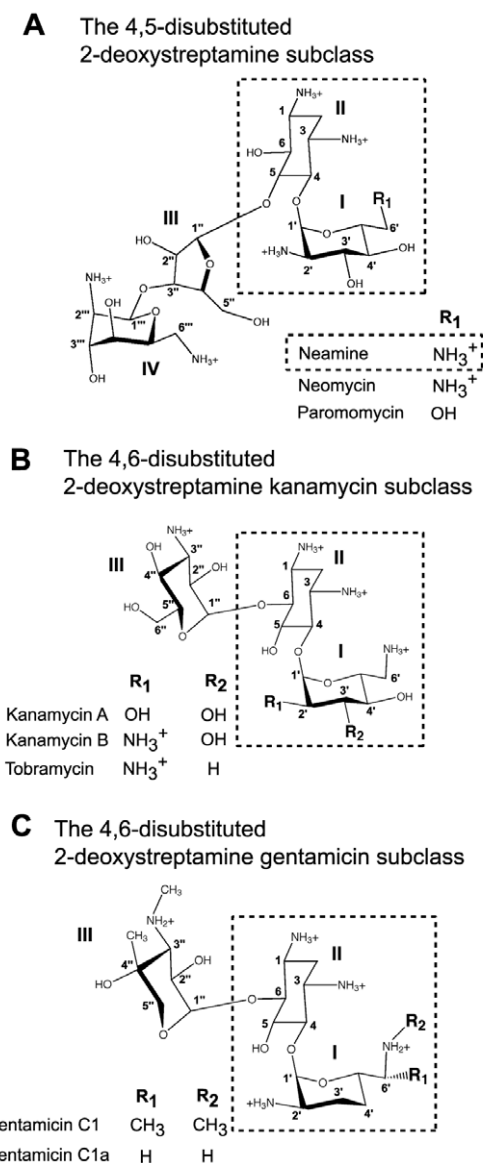 A The 4,5-disubstituted
2-deoxystreptamine subclass
NH3+
II
1
3
NH3+
HO
6
5
4
O
O
I
R1
III
1''
1'
O
6'
HO
2''
O
+H3N
2'
3'
4'
OH
OH
NH3+
OH
O
3''
5''
2'''
1'''
O
OH
3'''
6'''
OH
IV
NH3+
R1
Neamine NH3+
Neomycin NH3+
Paromomycin OH
B The 4,6-disubstituted
2-deoxystreptamine kanamycin subclass
NH3+
III
OH
3''
NH3+
II
4''
2''
OH
1
3
NH3+
5''
1''
O
6
HO
6''
O
HO
5
4
O
I
NH3+
1'
O
6'
R1
2'
3'
4'
OH
R2
R1 R2
Kanamycin A OH OH
Kanamycin B NH3+ OH
Tobramycin NH3+ H
C The 4,6-disubstituted
2-deoxystreptamine gentamicin subclass
CH3
NH2+
III
CH3
3''
NH3+
II
HO
4''
2''
OH
1
3
NH3+
5''
1''
O
6
R2
O
HO
5
4
NH2+
O
I
1'
O
6'
R1
+H3N
2'
3'
4'
R1 R2
entamicin C1 CH3 CH3
entamicin C1a H H